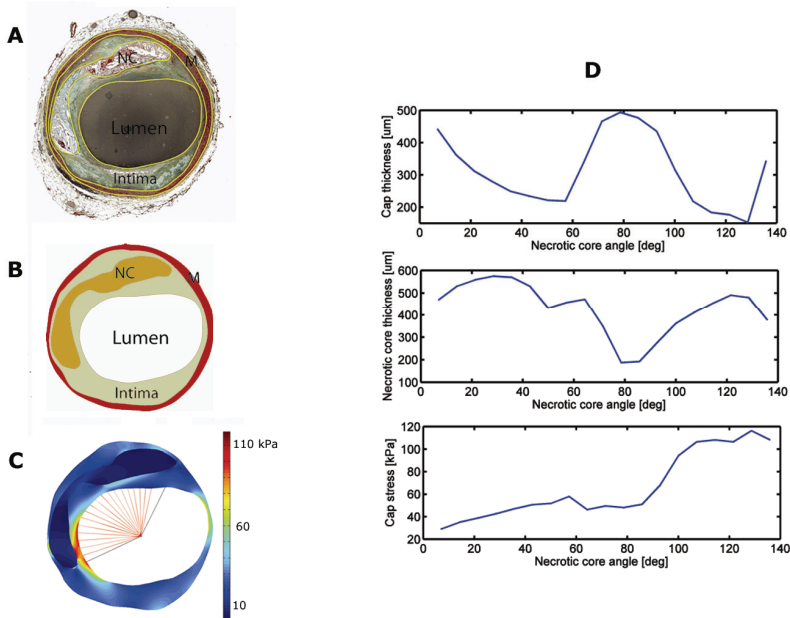 A
NC
M
Lumen
Intima
B
NC
M
Lumen
Intima
C
110 kPa
60
10
D
500
400
300
200
Cap thickness [um]
0 20 40 60 80 100 120 140
Necrotic core angle [deg]
600
500
400
300
200
100
Necrotic core thickness [um]
0 20 40 60 80 100 120 140
Necrotic core angle [deg]
120
100
80
60
40
20
Cap stress [kPa]
0 20 40 60 80 100 120 140
Necrotic core angle [deg]